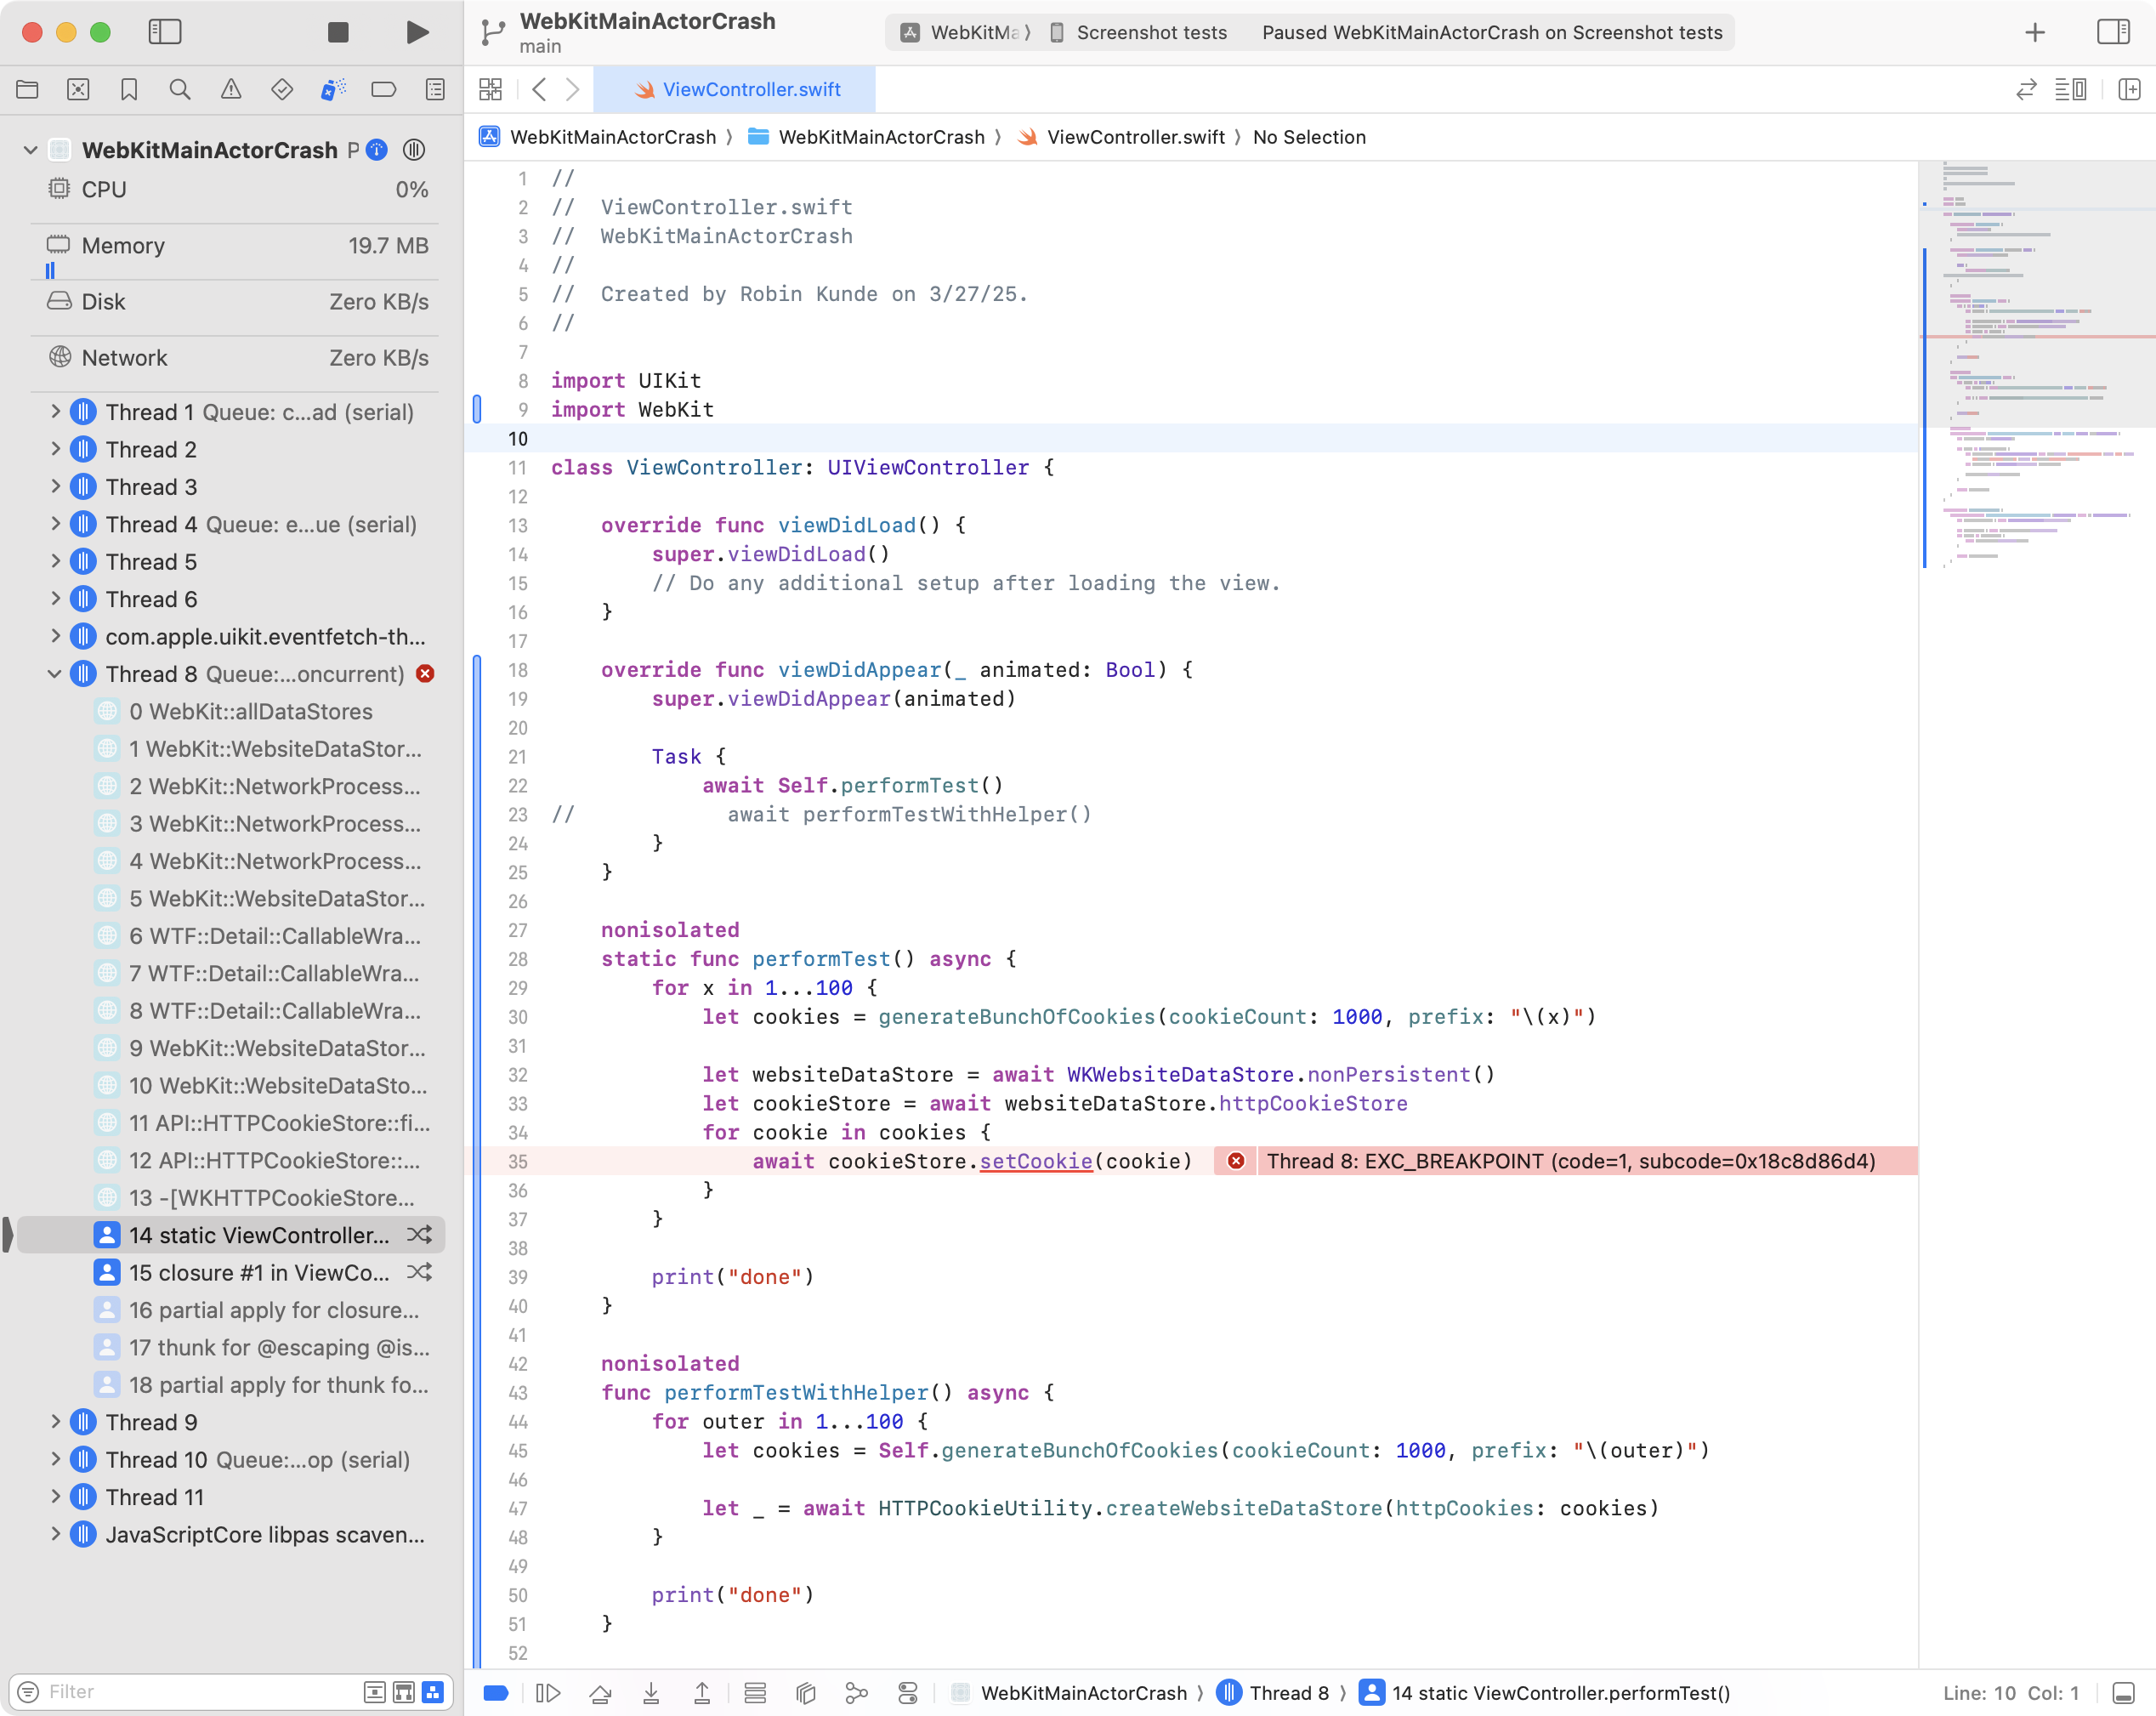 WebKitMainActorCrash
main
WebKitMa
Screenshot tests
Paused WebKitMainActorCrash on Screenshot tests
ViewController.swift
WebKitMainActorCrash P
CPU 0%
Memory 19.7 MB
Disk Zero KB/s
Network Zero KB/s
Thread 1 Queue: c...ad (serial)
Thread 2
Thread 3
Thread 4 Queue: e...ue (serial)
Thread 5
Thread 6
com.apple.uikit.eventfetch-th...
Thread 8 Queue:...oncurrent)
0 WebKit::allDataStores
1 WebKit::WebsiteDataStor...
2 WebKit::NetworkProcess...
3 WebKit::NetworkProcess...
4 WebKit::NetworkProcess...
5 WebKit::WebsiteDataStor...
6 WTF::Detail::CallableWra...
7 WTF::Detail::CallableWra...
8 WTF::Detail::CallableWra...
9 WebKit::WebsiteDataStor...
10 WebKit::WebsiteDataSto...
11 API::HTTPCookieStore::fi...
12 API::HTTPCookieStore::...
13 -[WKHTTPCookieStore...
14 static ViewController...
15 closure #1 in ViewCo...
16 partial apply for closure...
17 thunk for @escaping @is...
18 partial apply for thunk fo...
Thread 9
Thread 10 Queue:...op (serial)
Thread 11
JavaScriptCore libpas scaven...
Filter
WebKitMainActorCrash 〉 WebKitMainActorCrash 〉 ViewController.swift 〉 No Selection
1 //
2 //  ViewController.swift
3 //  WebKitMainActorCrash
4 //
5 //  Created by Robin Kunde on 3/27/25.
6 //
7
8 import UIKit
9 import WebKit
10
11 class ViewController: UIViewController {
12
13     override func viewDidLoad() {
14         super.viewDidLoad()
15         // Do any additional setup after loading the view.
16     }
17
18     override func viewDidAppear(_ animated: Bool) {
19         super.viewDidAppear(animated)
20
21         Task {
22             await Self.performTest()
23 //            await performTestWithHelper()
24         }
25     }
26
27     nonisolated
28     static func performTest() async {
29         for x in 1...100 {
30             let cookies = generateBunchOfCookies(cookieCount: 1000, prefix: "\(x)")
31
32             let websiteDataStore = await WKWebsiteDataStore.nonPersistent()
33             let cookieStore = await websiteDataStore.httpCookieStore
34             for cookie in cookies {
35                 await cookieStore.setCookie(cookie) Thread 8: EXC_BREAKPOINT (code=1, subcode=0x18c8d86d4)
36             }
37         }
38
39         print("done")
40     }
41
42     nonisolated
43     func performTestWithHelper() async {
44         for outer in 1...100 {
45             let cookies = Self.generateBunchOfCookies(cookieCount: 1000, prefix: "\(outer)")
46
47             let _ = await HTTPCookieUtility.createWebsiteDataStore(httpCookies: cookies)
48         }
49
50         print("done")
51     }
52
WebKitMainActorCrash 〉 Thread 8 〉 14 static ViewController.performTest()
Line: 10 Col: 1